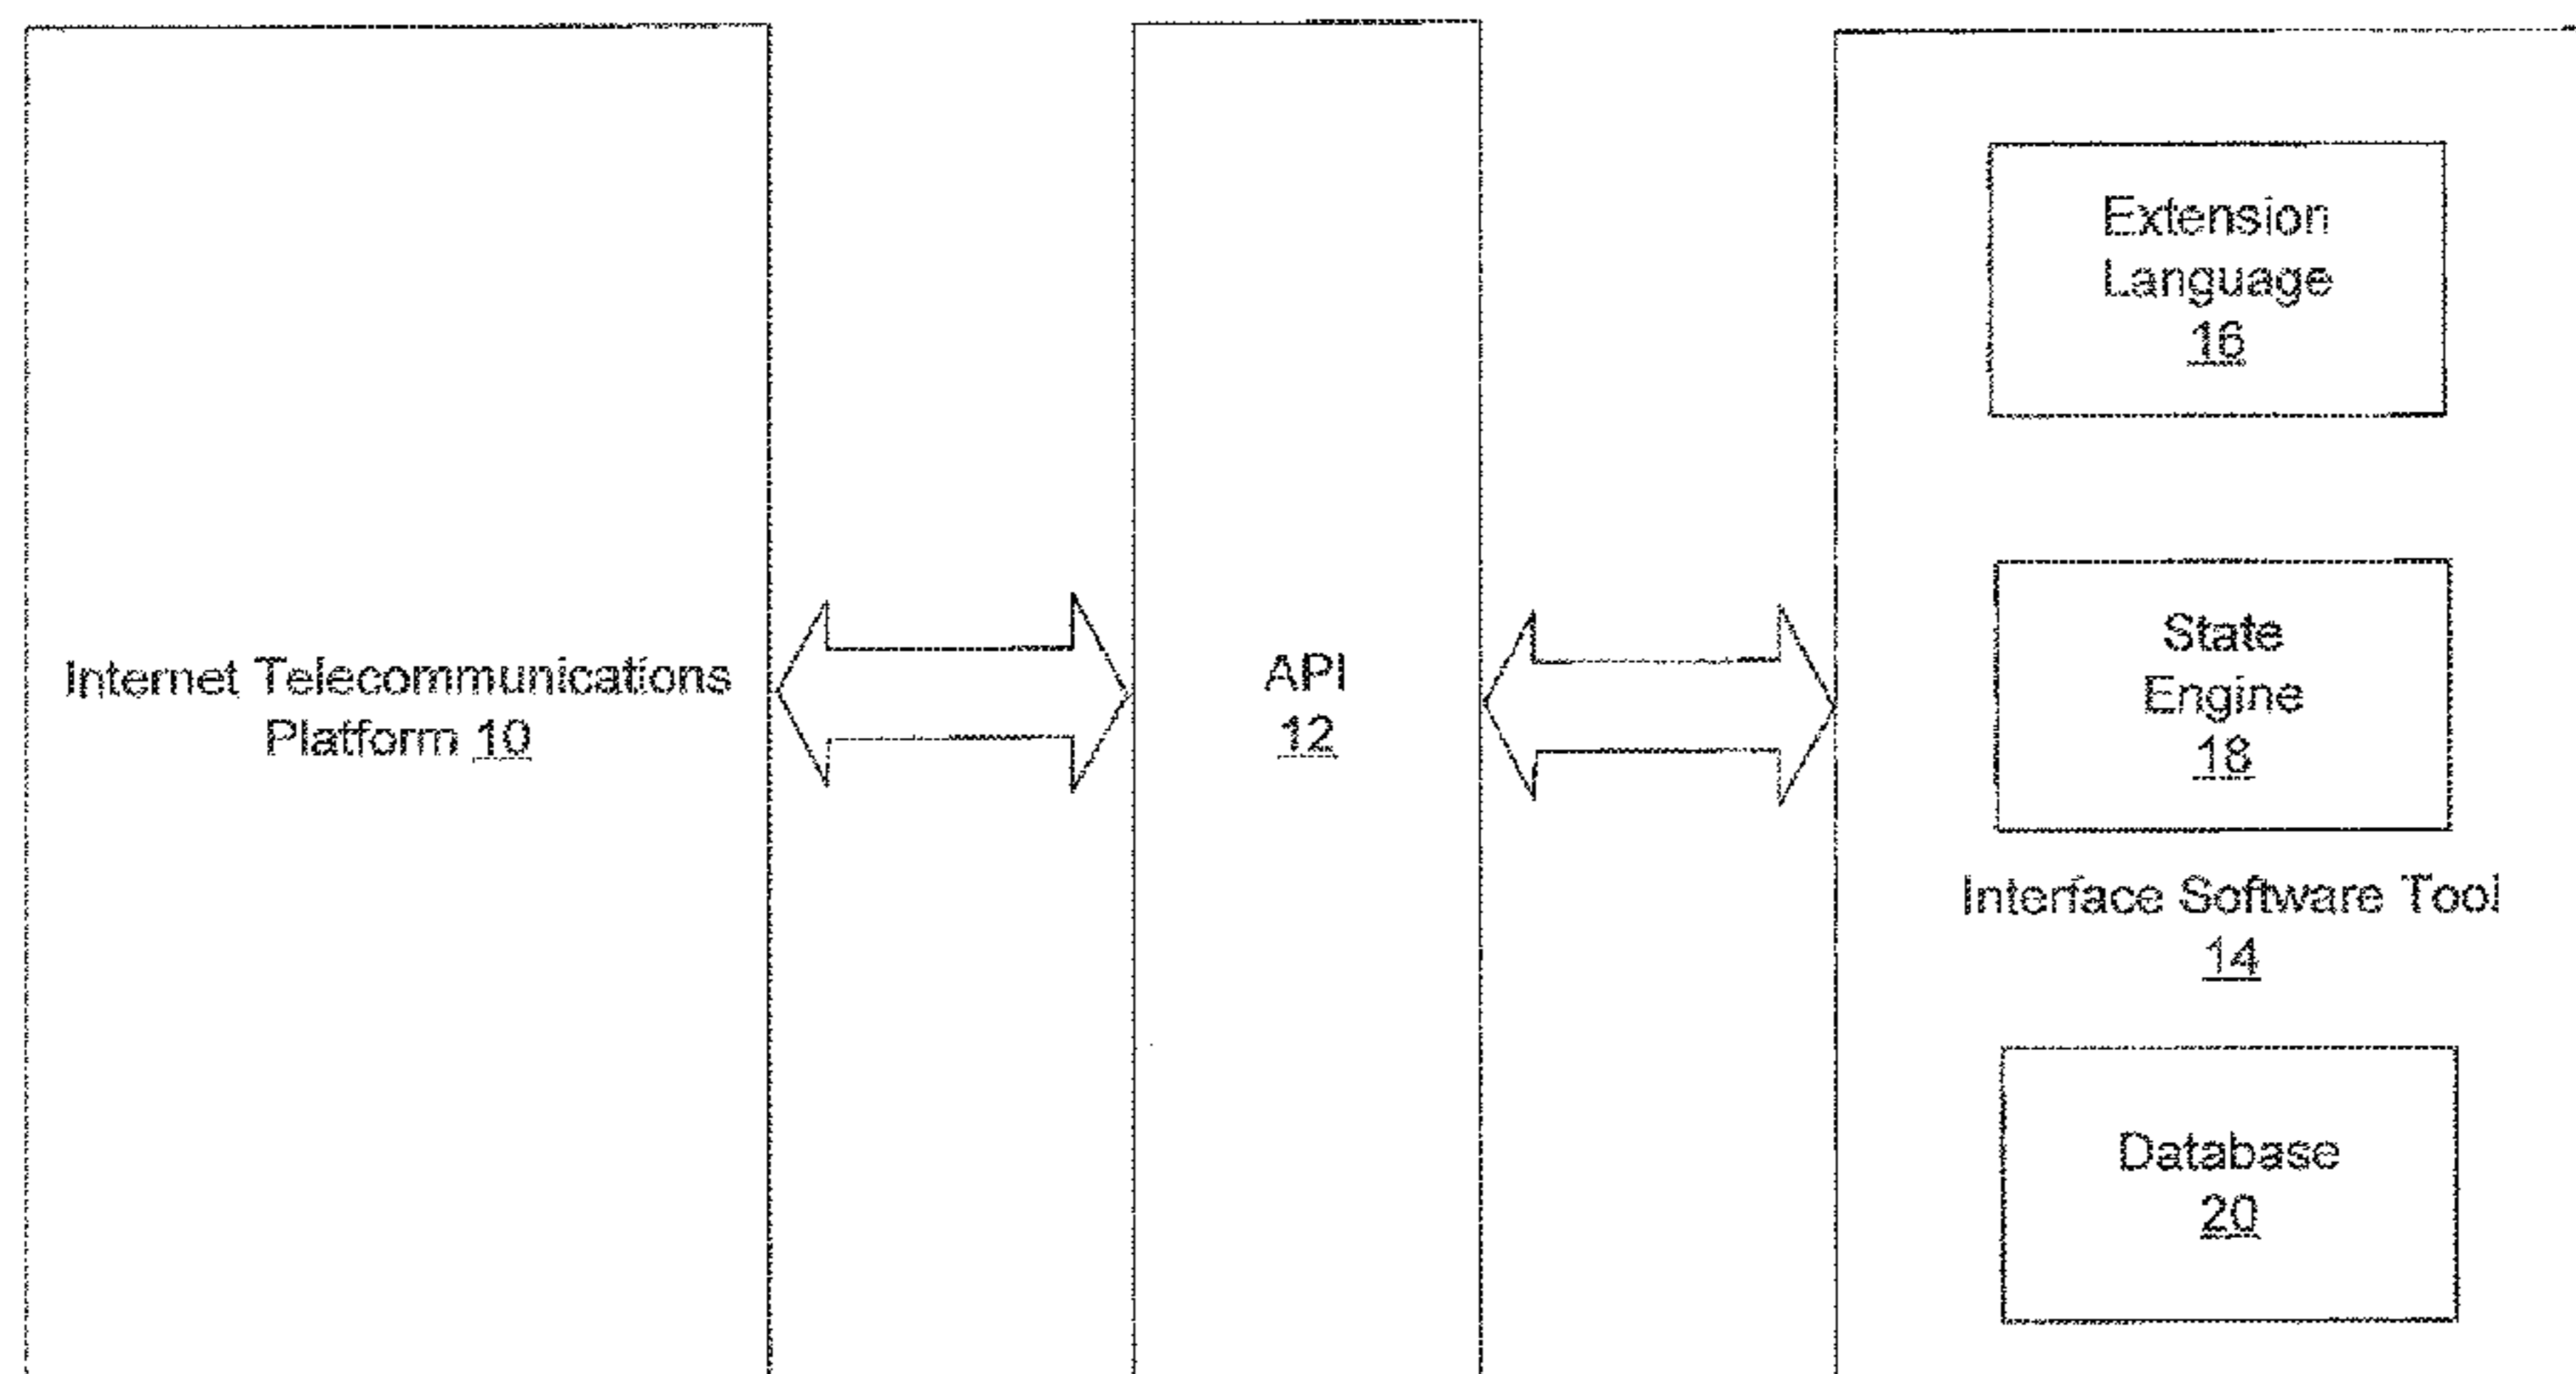 Internet Telecommunications
Platform 10
API
12
Extension
Language
16
State
Engine
18
Interface Software Tool
14
Database
20